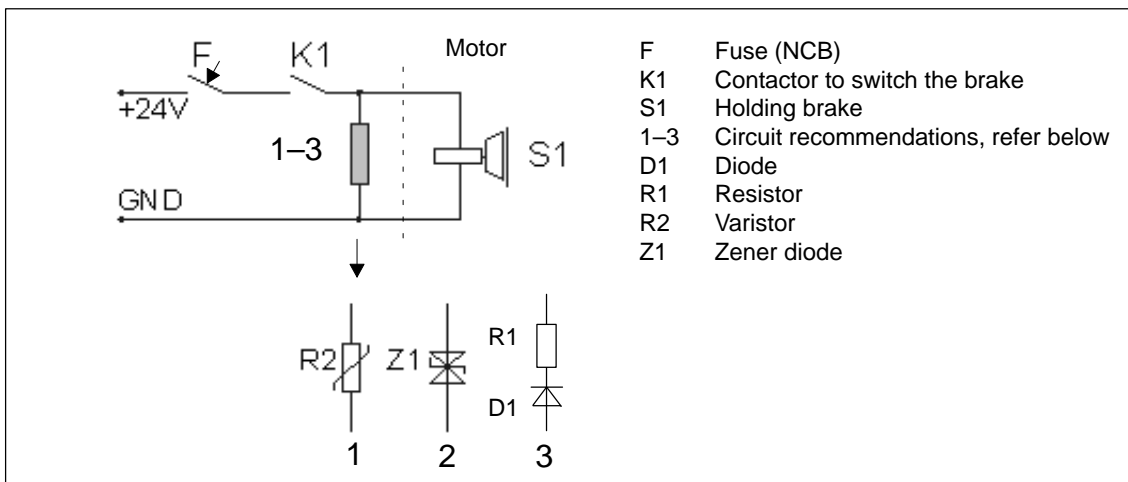 F
K1
Motor
+24V
1–3
S1
GND
R2
Z1
R1
D1
1
2
3
F Fuse (NCB)
K1 Contactor to switch the brake
S1 Holding brake
1–3 Circuit recommendations, refer below
D1 Diode
R1 Resistor
R2 Varistor
Z1 Zener diode